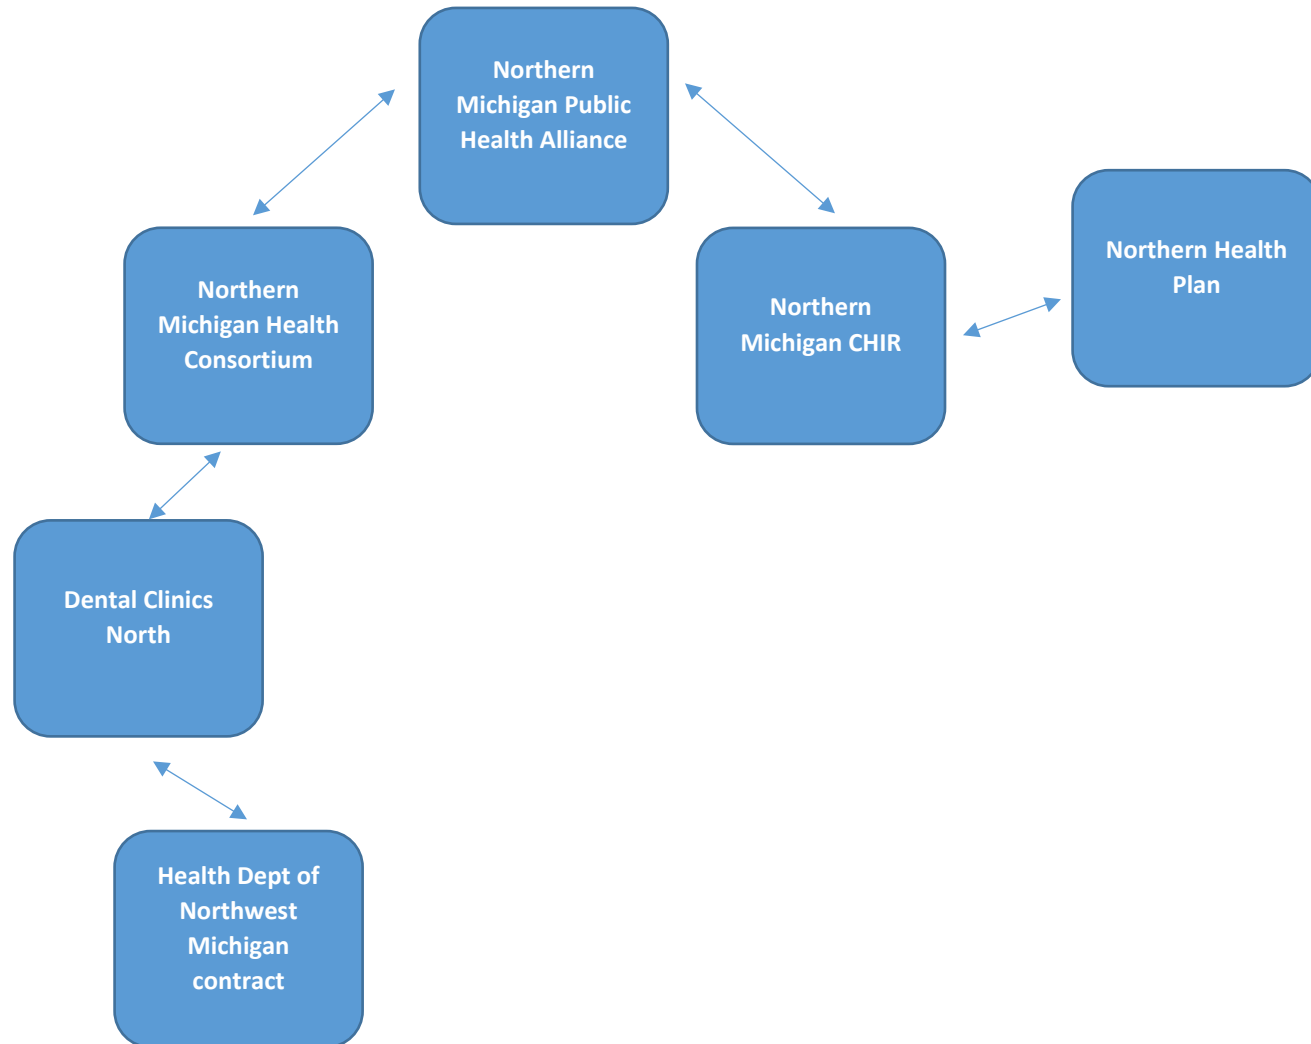 Northern
Michigan Public
Health Alliance
Northern
Michigan Health
Consortium
Northern
Michigan CHIR
Northern Health
Plan
Dental Clinics
North
Health Dept of
Northwest
Michigan
contract